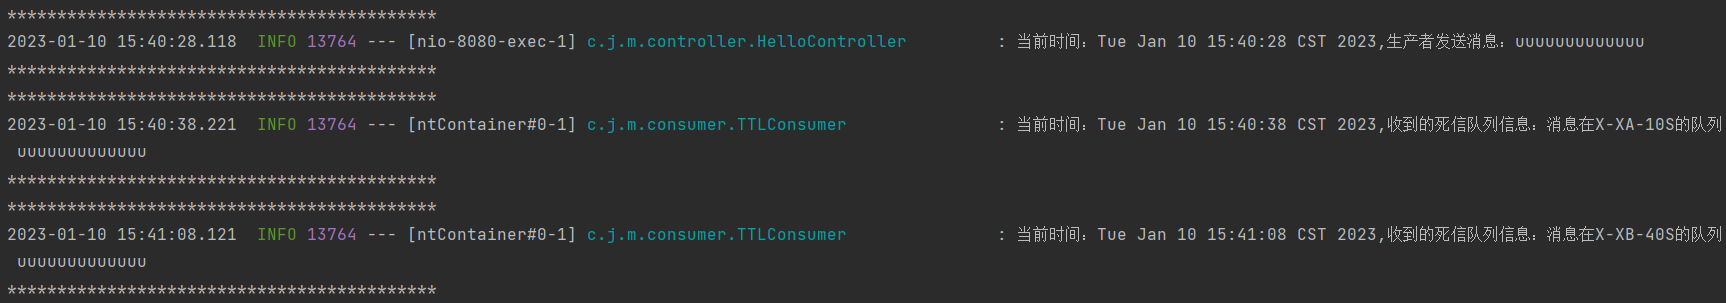 *******************************************
2023-01-10 15:40:28.118  INFO 13764 --- [nio-8080-exec-1] c.j.m.controller.HelloController         : 当前时间：Tue Jan 10 15:40:28 CST 2023,生产者发送消息：uuuuuuuuuuuuu
*******************************************
*******************************************
2023-01-10 15:40:38.221  INFO 13764 --- [ntContainer#0-1] c.j.m.consumer.TTLConsumer               : 当前时间：Tue Jan 10 15:40:38 CST 2023,收到的死信队列信息：消息在X-XA-10S的队列
 uuuuuuuuuuuuu
*******************************************
*******************************************
2023-01-10 15:41:08.121  INFO 13764 --- [ntContainer#0-1] c.j.m.consumer.TTLConsumer               : 当前时间：Tue Jan 10 15:41:08 CST 2023,收到的死信队列信息：消息在X-XB-40S的队列
 uuuuuuuuuuuuu
*******************************************